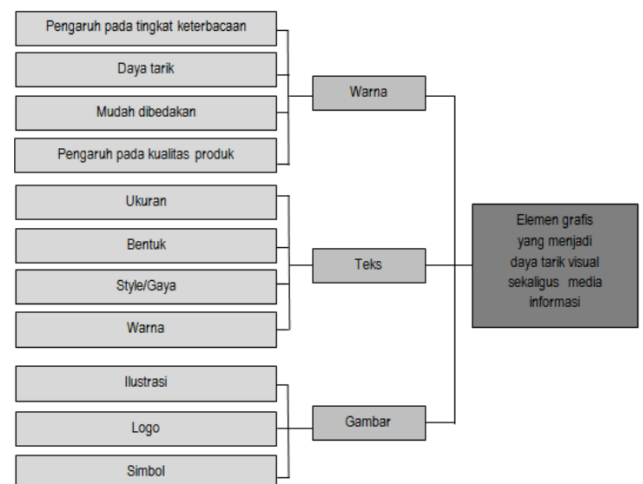 Pengaruh pada tingkat keterbacaan
Daya tarik
Mudah dibedakan
Pengaruh pada kualitas produk
Warna
Ukuran
Bentuk
Style/Gaya
Warna
Teks
Ilustrasi
Logo
Simbol
Gambar
Elemen grafis
yang menjadi
daya tarik visual
sekaligus media
informasi